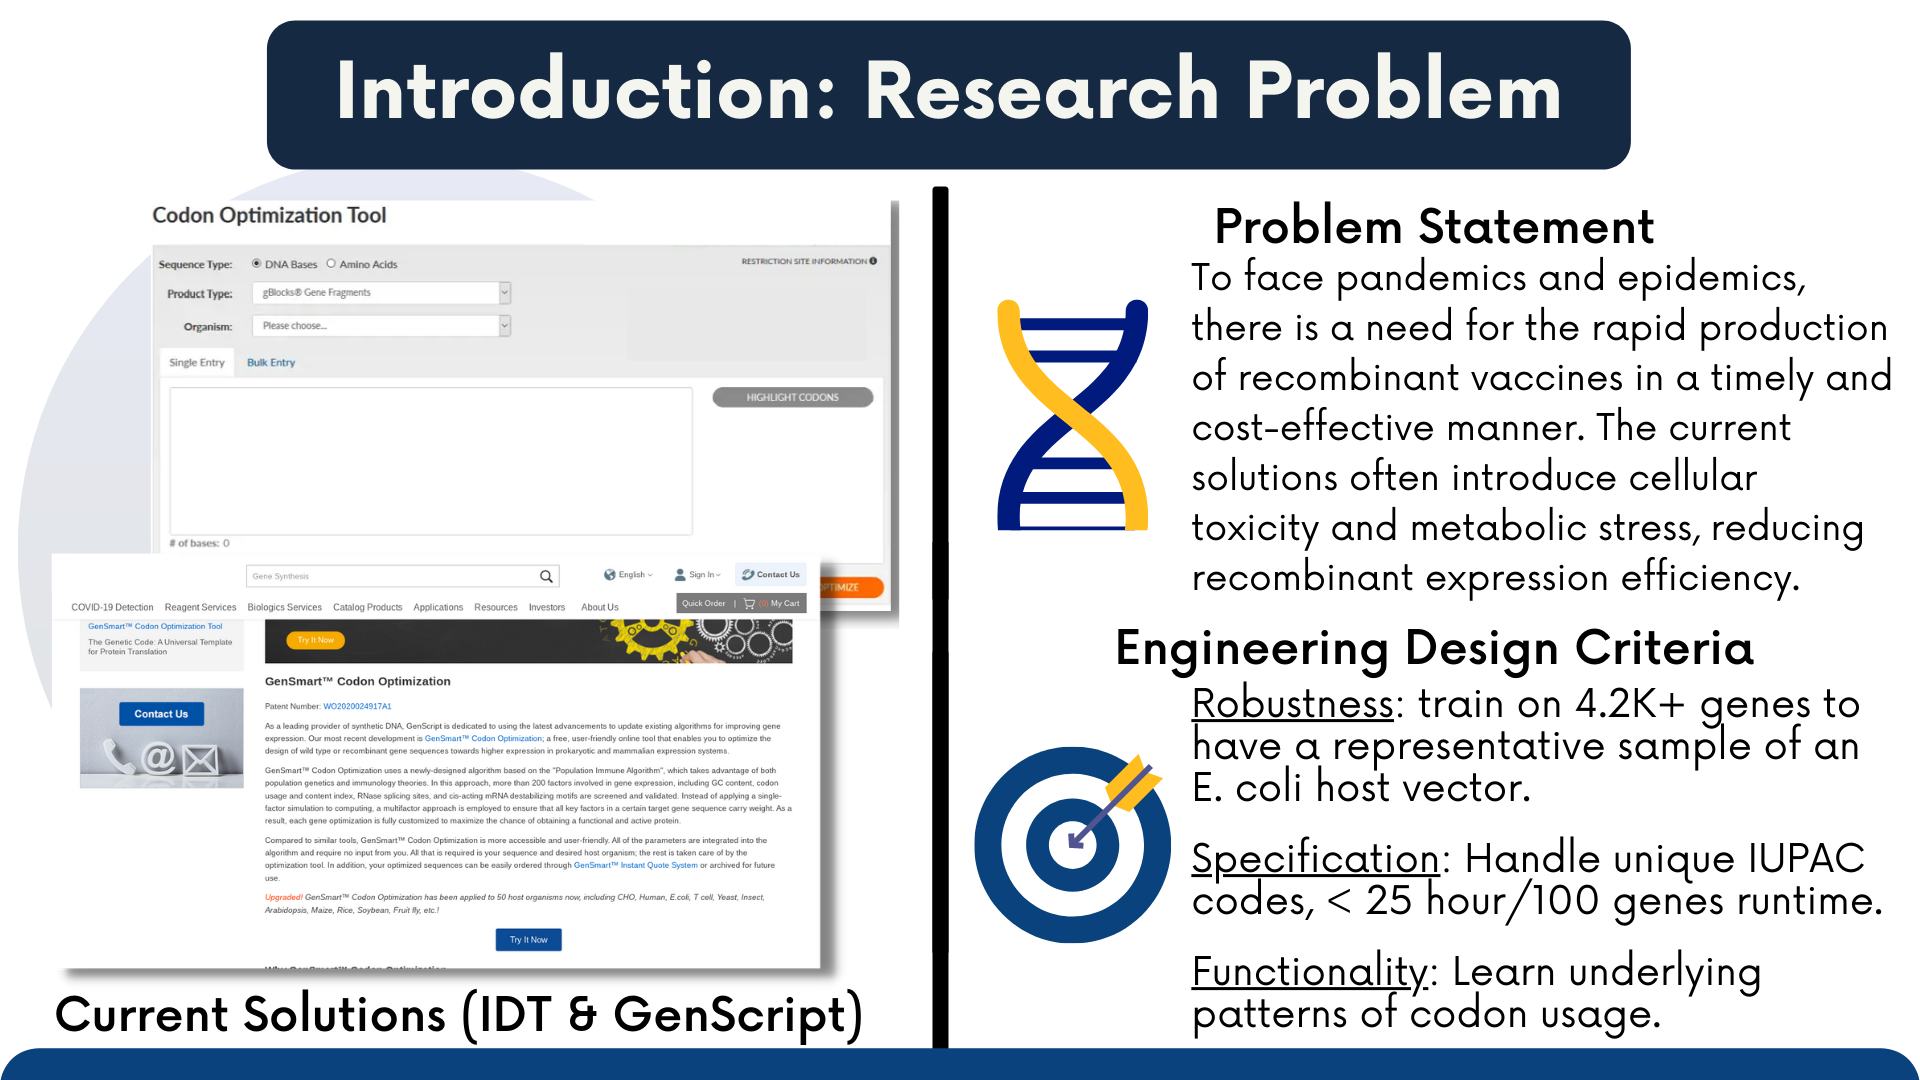 Introduction: Research Problem
Codon Optimization Tool
Sequence Type: DNA Bases Amino Acids
RESTRICTION SITE INFORMATION
Product Type: gBlocks® Gene Fragments
Organism: Please choose...
Single Entry Bulk Entry
HIGHLIGHT CODONS
# of bases: 0
OPTIMIZE
Gene Synthesis
English Sign In Contact Us
COVID-19 Detection Reagent Services Biologics Services Catalog Products Applications Resources Investors About Us
Quick Order | (0) My Cart
GenSmart™ Codon Optimization Tool
The Genetic Code: A Universal Template
for Protein Translation
Try It Now
Contact Us
GenSmart™ Codon Optimization
Patent Number: WO2020024917A1
As a leading provider of synthetic DNA, GenScript is dedicated to using the latest advancements to update existing algorithms for improving gene
expression. Our most recent development is GenSmart™ Codon Optimization; a free, user-friendly online tool that enables you to optimize the
design of wild type or recombinant gene sequences towards higher expression in prokaryotic and mammalian expression systems.
GenSmart™ Codon Optimization uses a newly-designed algorithm based on the "Population Immune Algorithm", which takes advantage of both
population genetics and immunology theories. In this approach, more than 200 factors involved in gene expression, including GC content, codon
usage and content index, RNase splicing sites, and cis-acting mRNA destabilizing motifs are screened and validated. Instead of applying a single-
factor simulation to computing, a multifactor approach is employed to ensure that all key factors in a certain target gene sequence carry weight. As a
result, each gene optimization is fully customized to maximize the chance of obtaining a functional and active protein.
Compared to similar tools, GenSmart™ Codon Optimization is more accessible and user-friendly. All of the parameters are integrated into the
algorithm and require no input from you. All that is required is your sequence and desired host organism; the rest is taken care of by the
optimization tool. In addition, your optimized sequences can be easily ordered through GenSmart™ Instant Quote System or archived for future
use.
Upgraded! GenSmart™ Codon Optimization has been applied to 50 host organisms now, including CHO, Human, E.coli, T cell, Yeast, Insect,
Arabidopsis, Maize, Rice, Soybean, Fruit fly, etc.!
Try It Now
Why GenSmart™ Codon Optimization
Current Solutions (IDT & GenScript)
Problem Statement
To face pandemics and epidemics,
there is a need for the rapid production
of recombinant vaccines in a timely and
cost-effective manner. The current
solutions often introduce cellular
toxicity and metabolic stress, reducing
recombinant expression efficiency.
Engineering Design Criteria
Robustness: train on 4.2K+ genes to
have a representative sample of an
E. coli host vector.
Specification: Handle unique IUPAC
codes, < 25 hour/100 genes runtime.
Functionality: Learn underlying
patterns of codon usage.